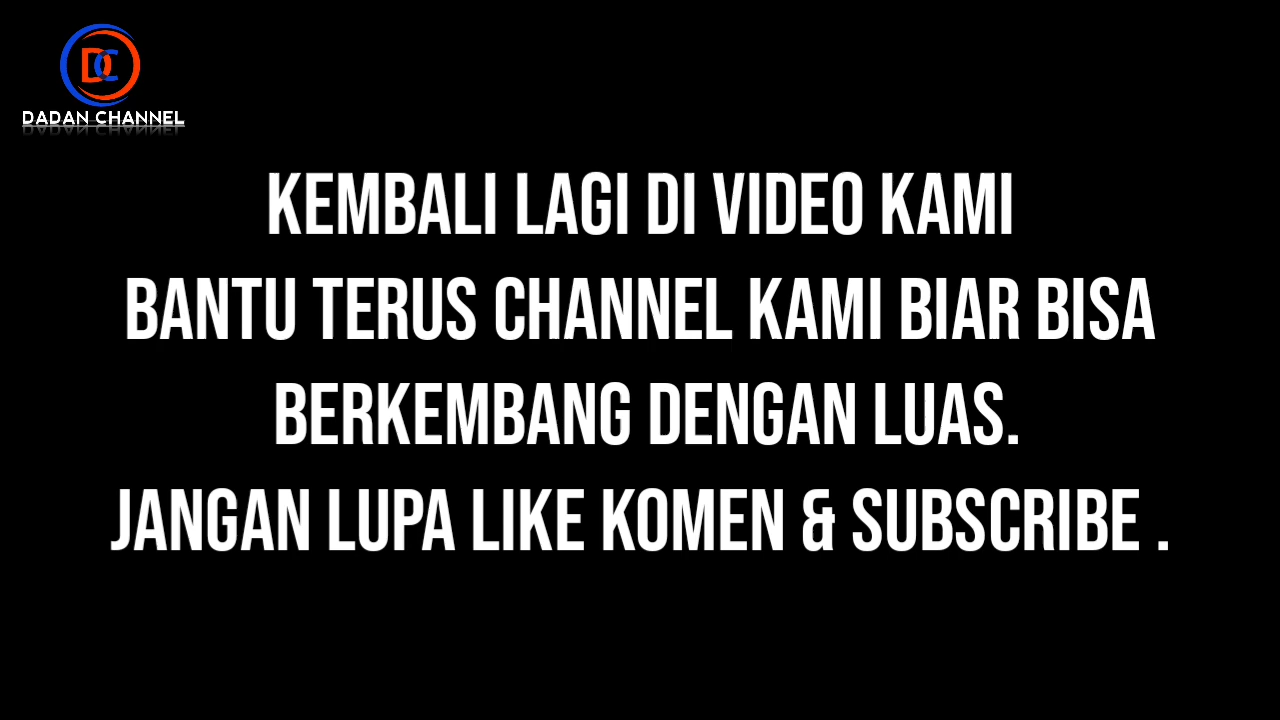 DC
DADAN CHANNEL
KEMBALI LAGI DI VIDEO KAMI
BANTU TERUS CHANNEL KAMI BIAR BISA
BERKEMBANG DENGAN LUAS.
JANGAN LUPA LIKE KOMEN & SUBSCRIBE .